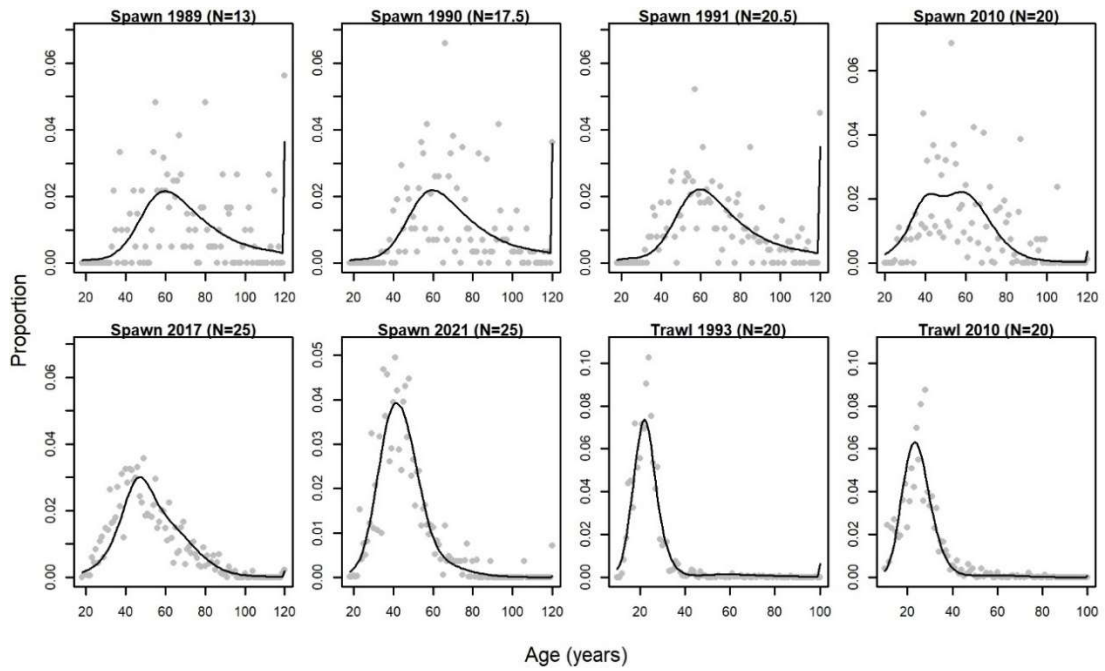 Spawn 1989 (N=13) Spawn 1990 (N=17.5) Spawn 1991 (N=20.5) Spawn 2010 (N=20)
0.06 0.06 0.06 0.06
0.04 0.04 0.04 0.04
0.02 0.02 0.02 0.02
0.00 0.00 0.00 0.00
20 40 60 80 100 120 20 40 60 80 100 120 20 40 60 80 100 120 20 40 60 80 100 120
Proportion
Spawn 2017 (N=25) Spawn 2021 (N=25) Trawl 1993 (N=20) Trawl 2010 (N=20)
0.06 0.05 0.10 0.10
0.04 0.04 0.08 0.08
0.02 0.03 0.06 0.06
0.00 0.02 0.04 0.04
0.01 0.02 0.02
0.00 0.00 0.00
20 40 60 80 100 120 20 40 60 80 100 120 20 40 60 80 100 20 40 60 80 100
Age (years)